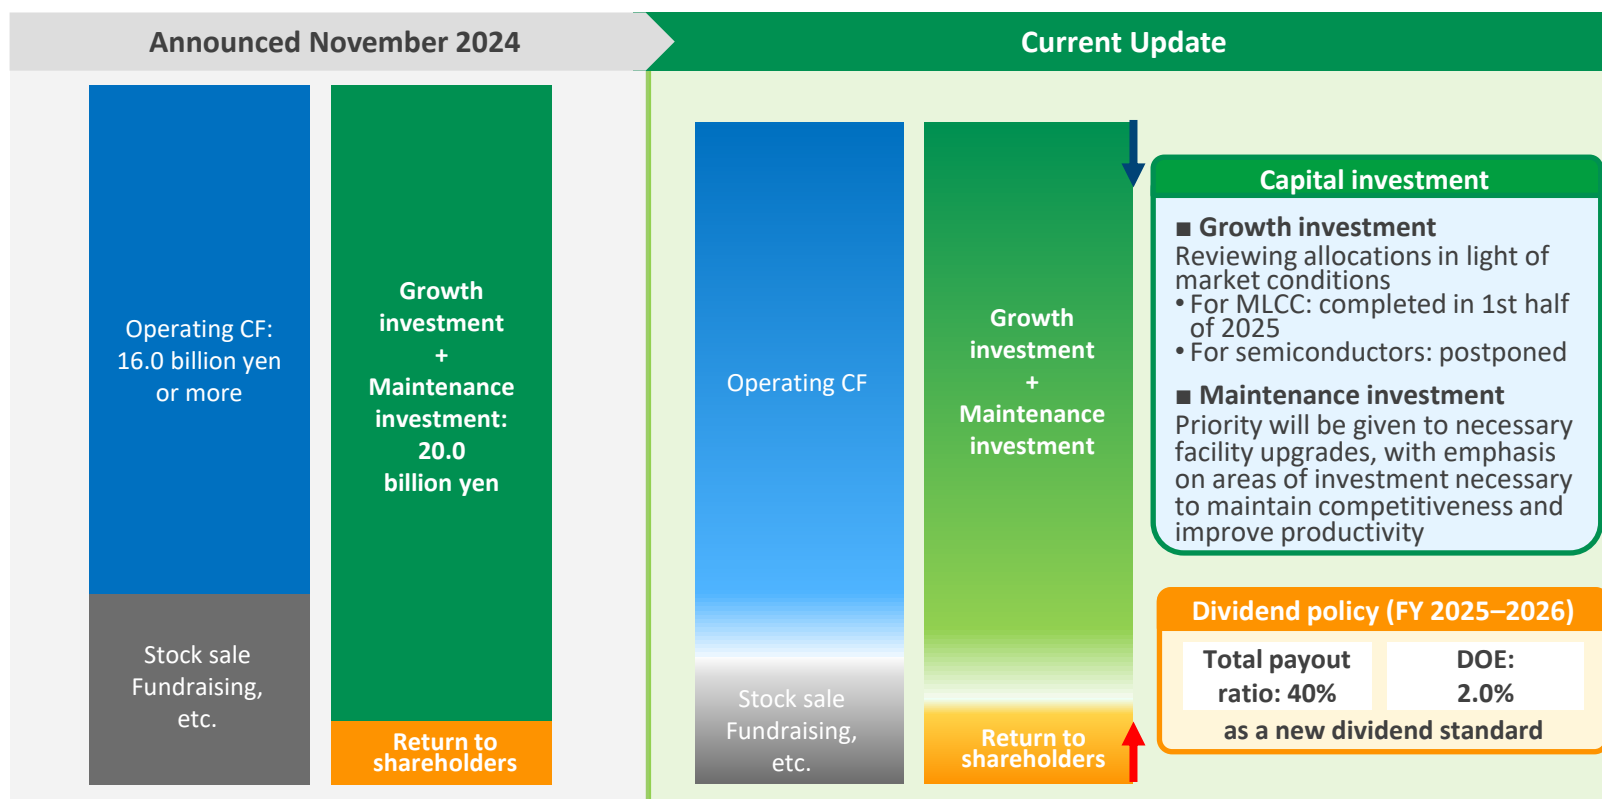 Announced November 2024
Operating CF:
16.0 billion yen
or more
Stock sale
Fundraising,
etc.
Growth
investment
+
Maintenance
investment:
20.0
billion yen
Return to
shareholders
Current Update
Operating CF
Stock sale
Fundraising,
etc.
Growth
investment
+
Maintenance
investment
Return to
shareholders
Capital investment
■ Growth investment
Reviewing allocations in light of
market conditions
• For MLCC: completed in 1st half
of 2025
• For semiconductors: postponed
■ Maintenance investment
Priority will be given to necessary
facility upgrades, with emphasis
on areas of investment necessary
to maintain competitiveness and
improve productivity
Dividend policy (FY 2025–2026)
Total payout
ratio: 40%
DOE:
2.0%
as a new dividend standard